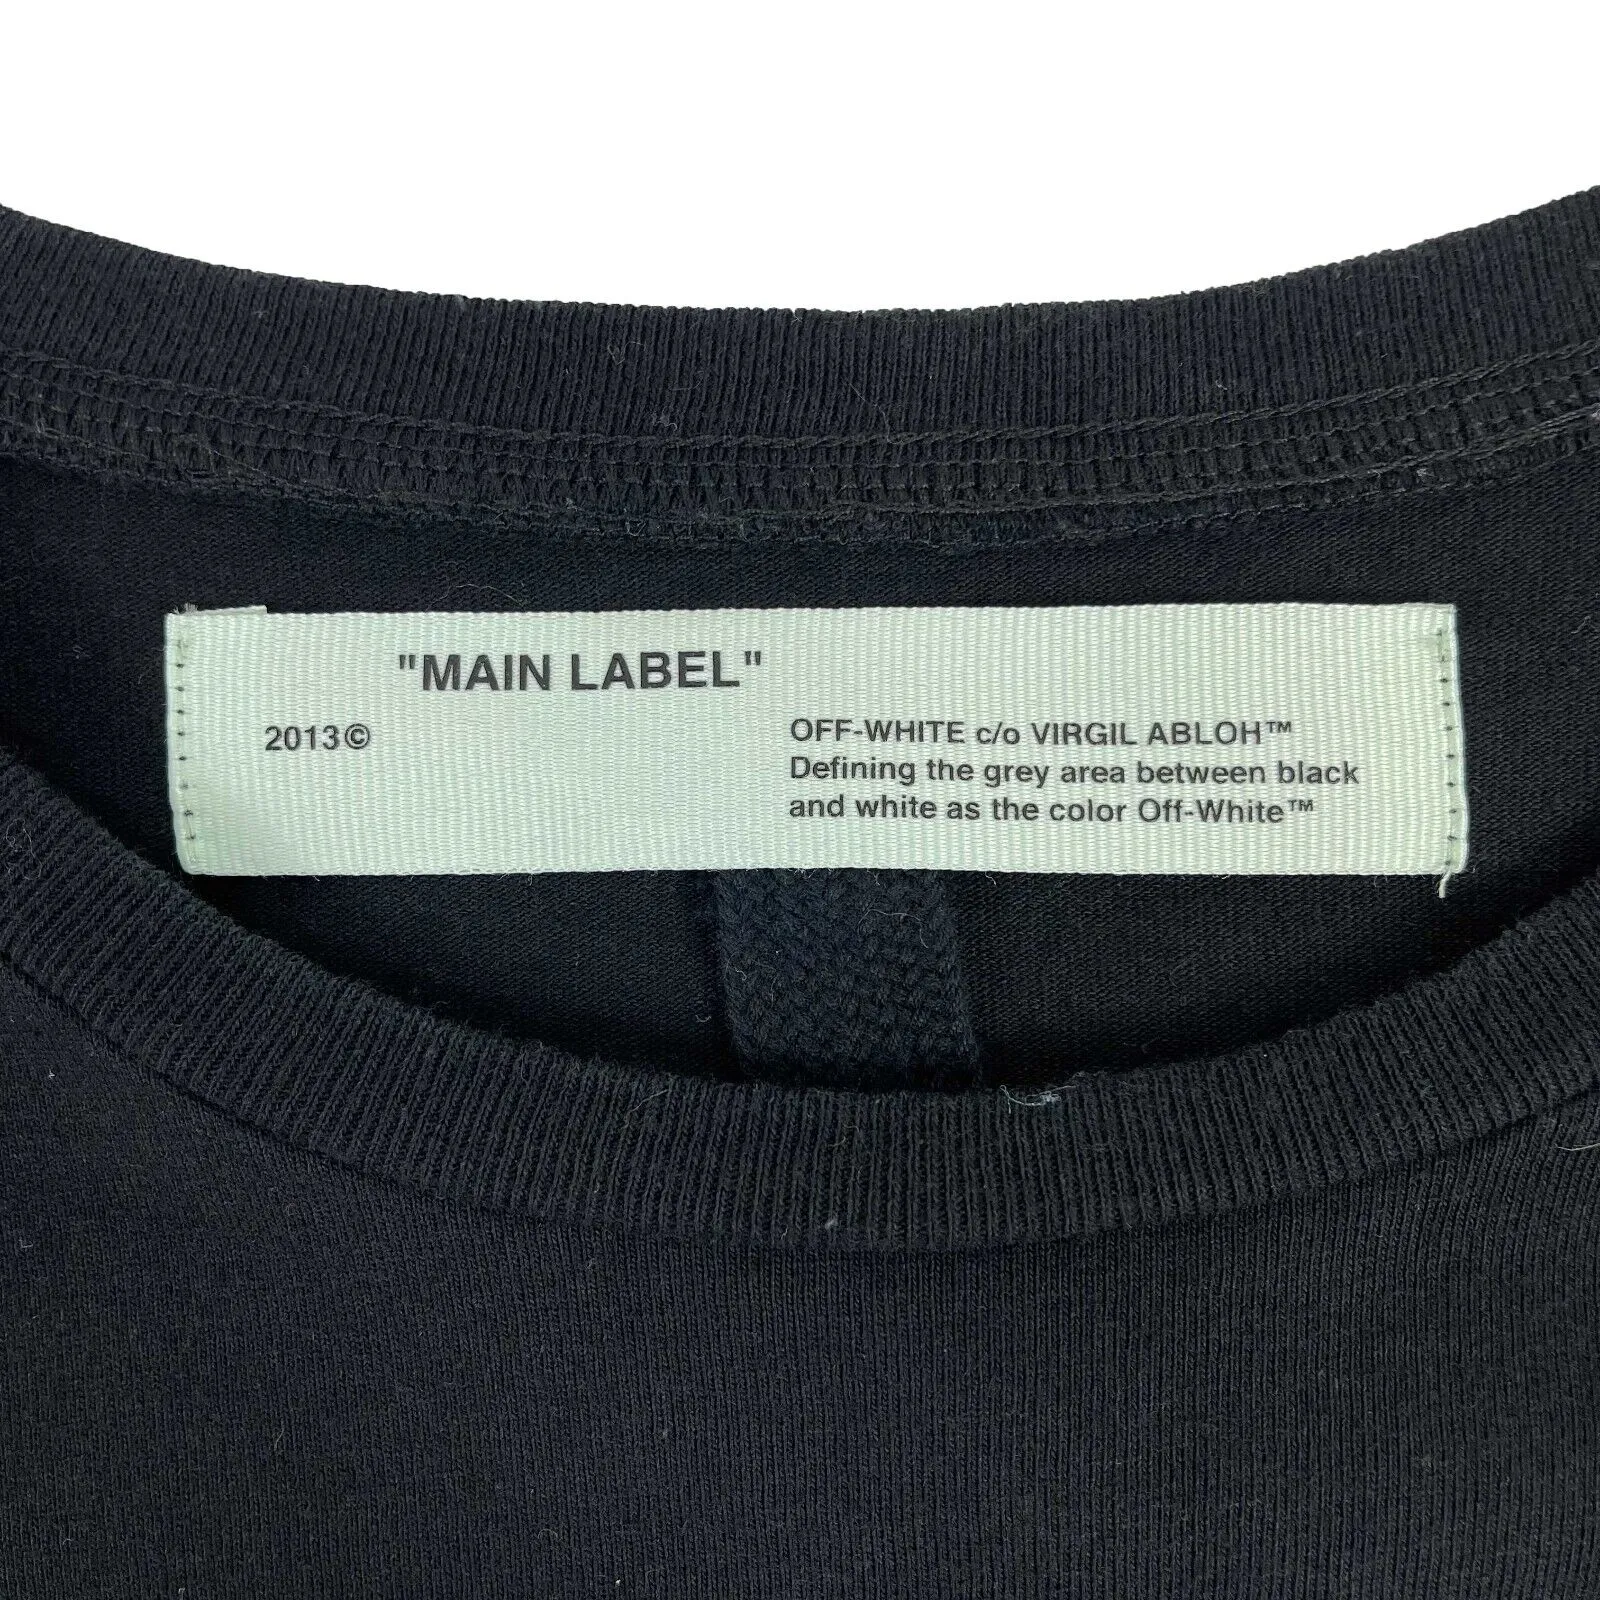 "MAIN LABEL"
2013©
OFF-WHITE c/o VIRGIL ABLOH™
Defining the grey area between black
and white as the color Off-White™